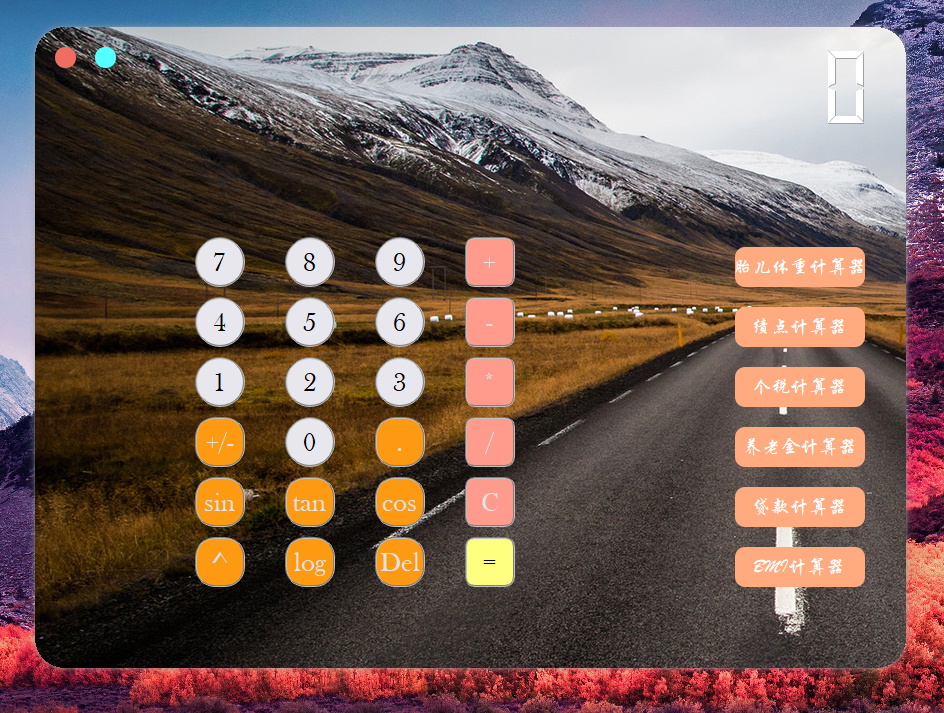 0
7 8 9 +
胎儿体重计算器
4 5 6 -
绩点计算器
1 2 3 *
个税计算器
+/- 0 . /
养老金计算器
sin tan cos C
贷款计算器
^ log Del =
BMI计算器